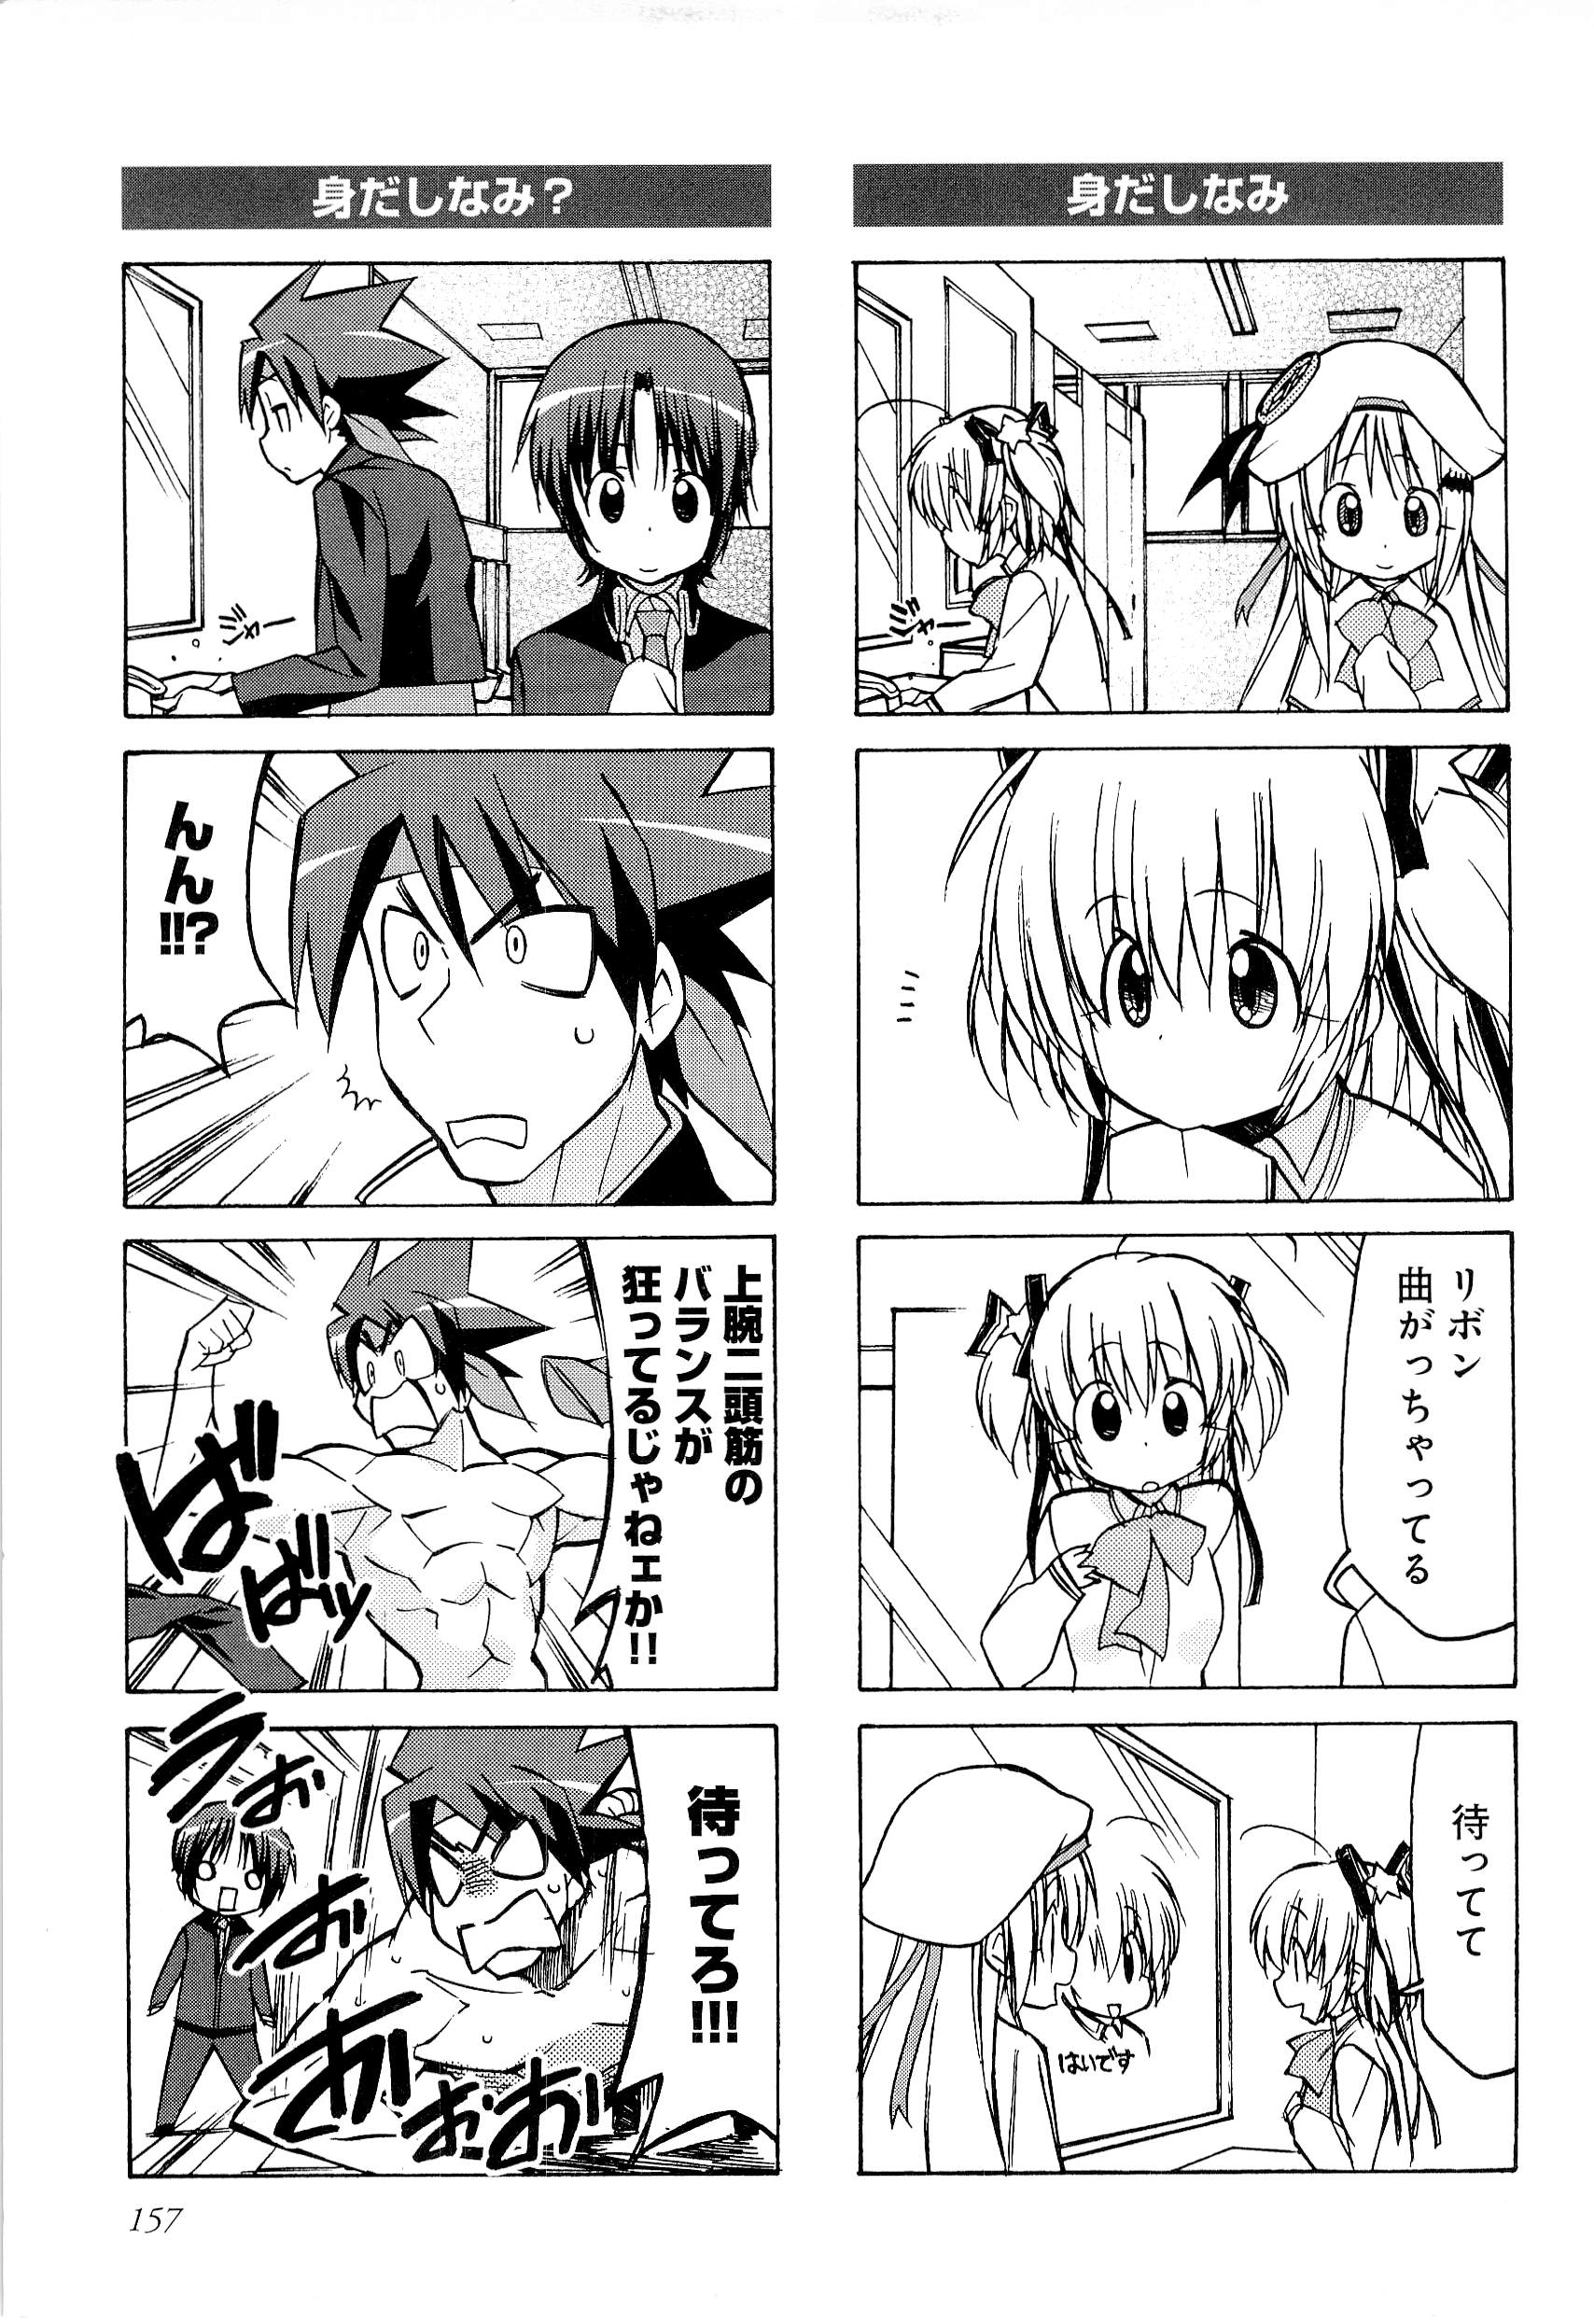 身だしなみ
ジャー
リボン
曲がっちゃってる
待ってて
はいです
身だしなみ？
ジャー
んん!!?
上腕二頭筋の
バランスが
狂ってるじゃねェか!!
ばばッ
待ってろ!!!
うおおおおおお
157